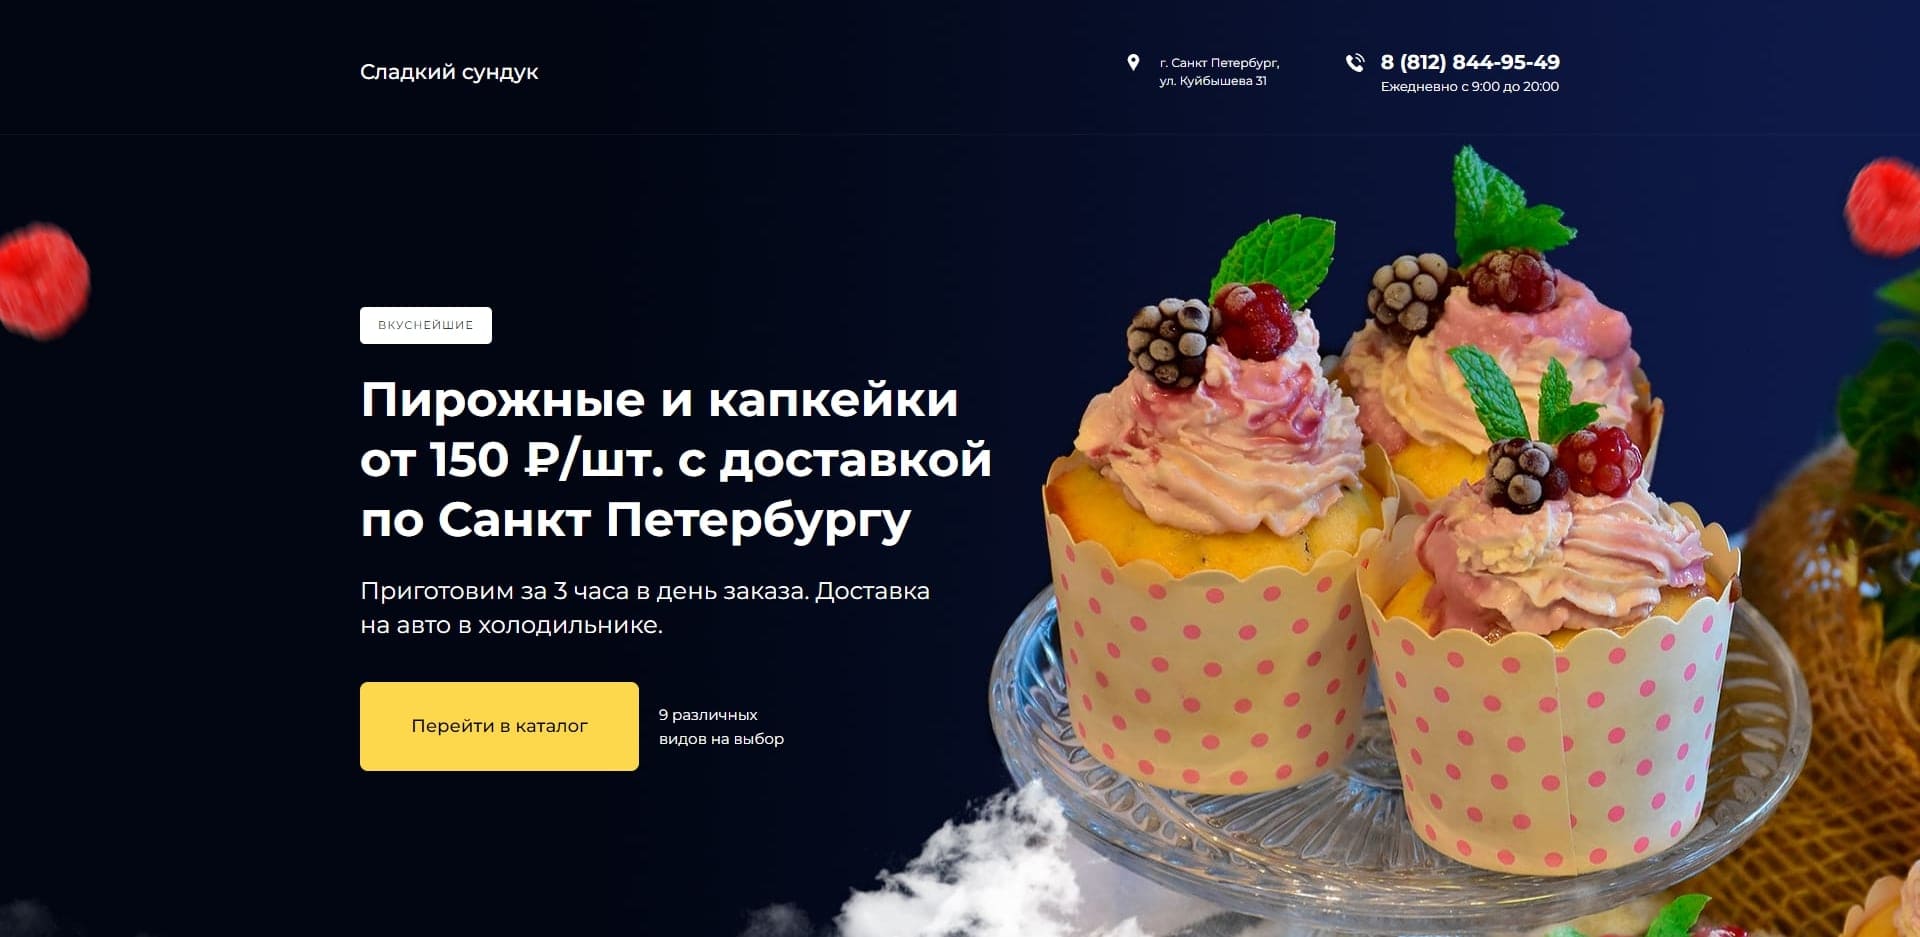 Сладкий сундук
г. Санкт Петербург,
ул. Куйбышева 31
8 (812) 844-95-49
Ежедневно с 9:00 до 20:00
ВКУСНЕЙШИЕ
Пирожные и капкейки
от 150 ₽/шт. с доставкой
по Санкт Петербургу
Приготовим за 3 часа в день заказа. Доставка
на авто в холодильнике.
Перейти в каталог
9 различных
видов на выбор